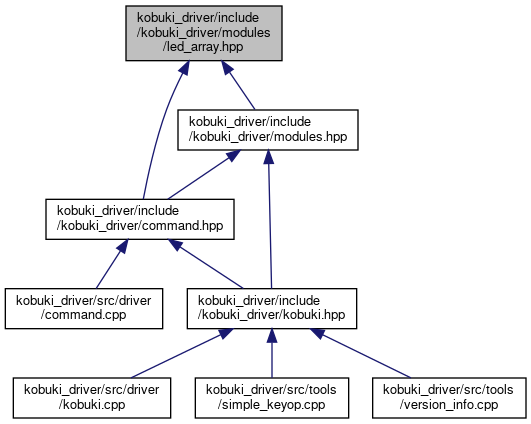 kobuki_driver/include
/kobuki_driver/modules
/led_array.hpp
kobuki_driver/include
/kobuki_driver/modules.hpp
kobuki_driver/include
/kobuki_driver/command.hpp
kobuki_driver/src/driver
/command.cpp
kobuki_driver/include
/kobuki_driver/kobuki.hpp
kobuki_driver/src/driver
/kobuki.cpp
kobuki_driver/src/tools
/simple_keyop.cpp
kobuki_driver/src/tools
/version_info.cpp